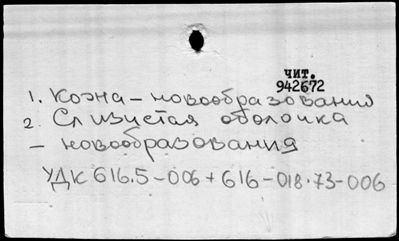 чит.
942672
1. Кожа – новообразования
2. Слизистая оболочка
– новообразования
УДК 616.5–006 + 616–018.73–006